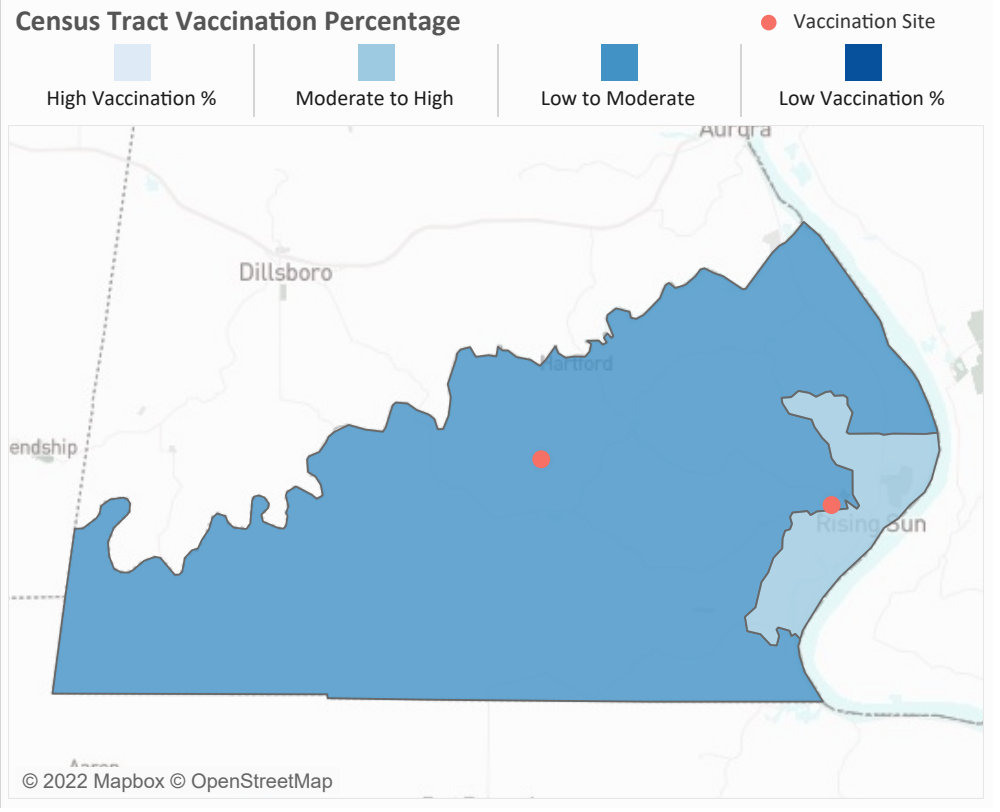 Census Tract Vaccination Percentage
Vaccination Site
High Vaccination %
Moderate to High
Low to Moderate
Low Vaccination %
Aurora
Dillsboro
Hartford
endship
Rising Sun
© 2022 Mapbox © OpenStreetMap